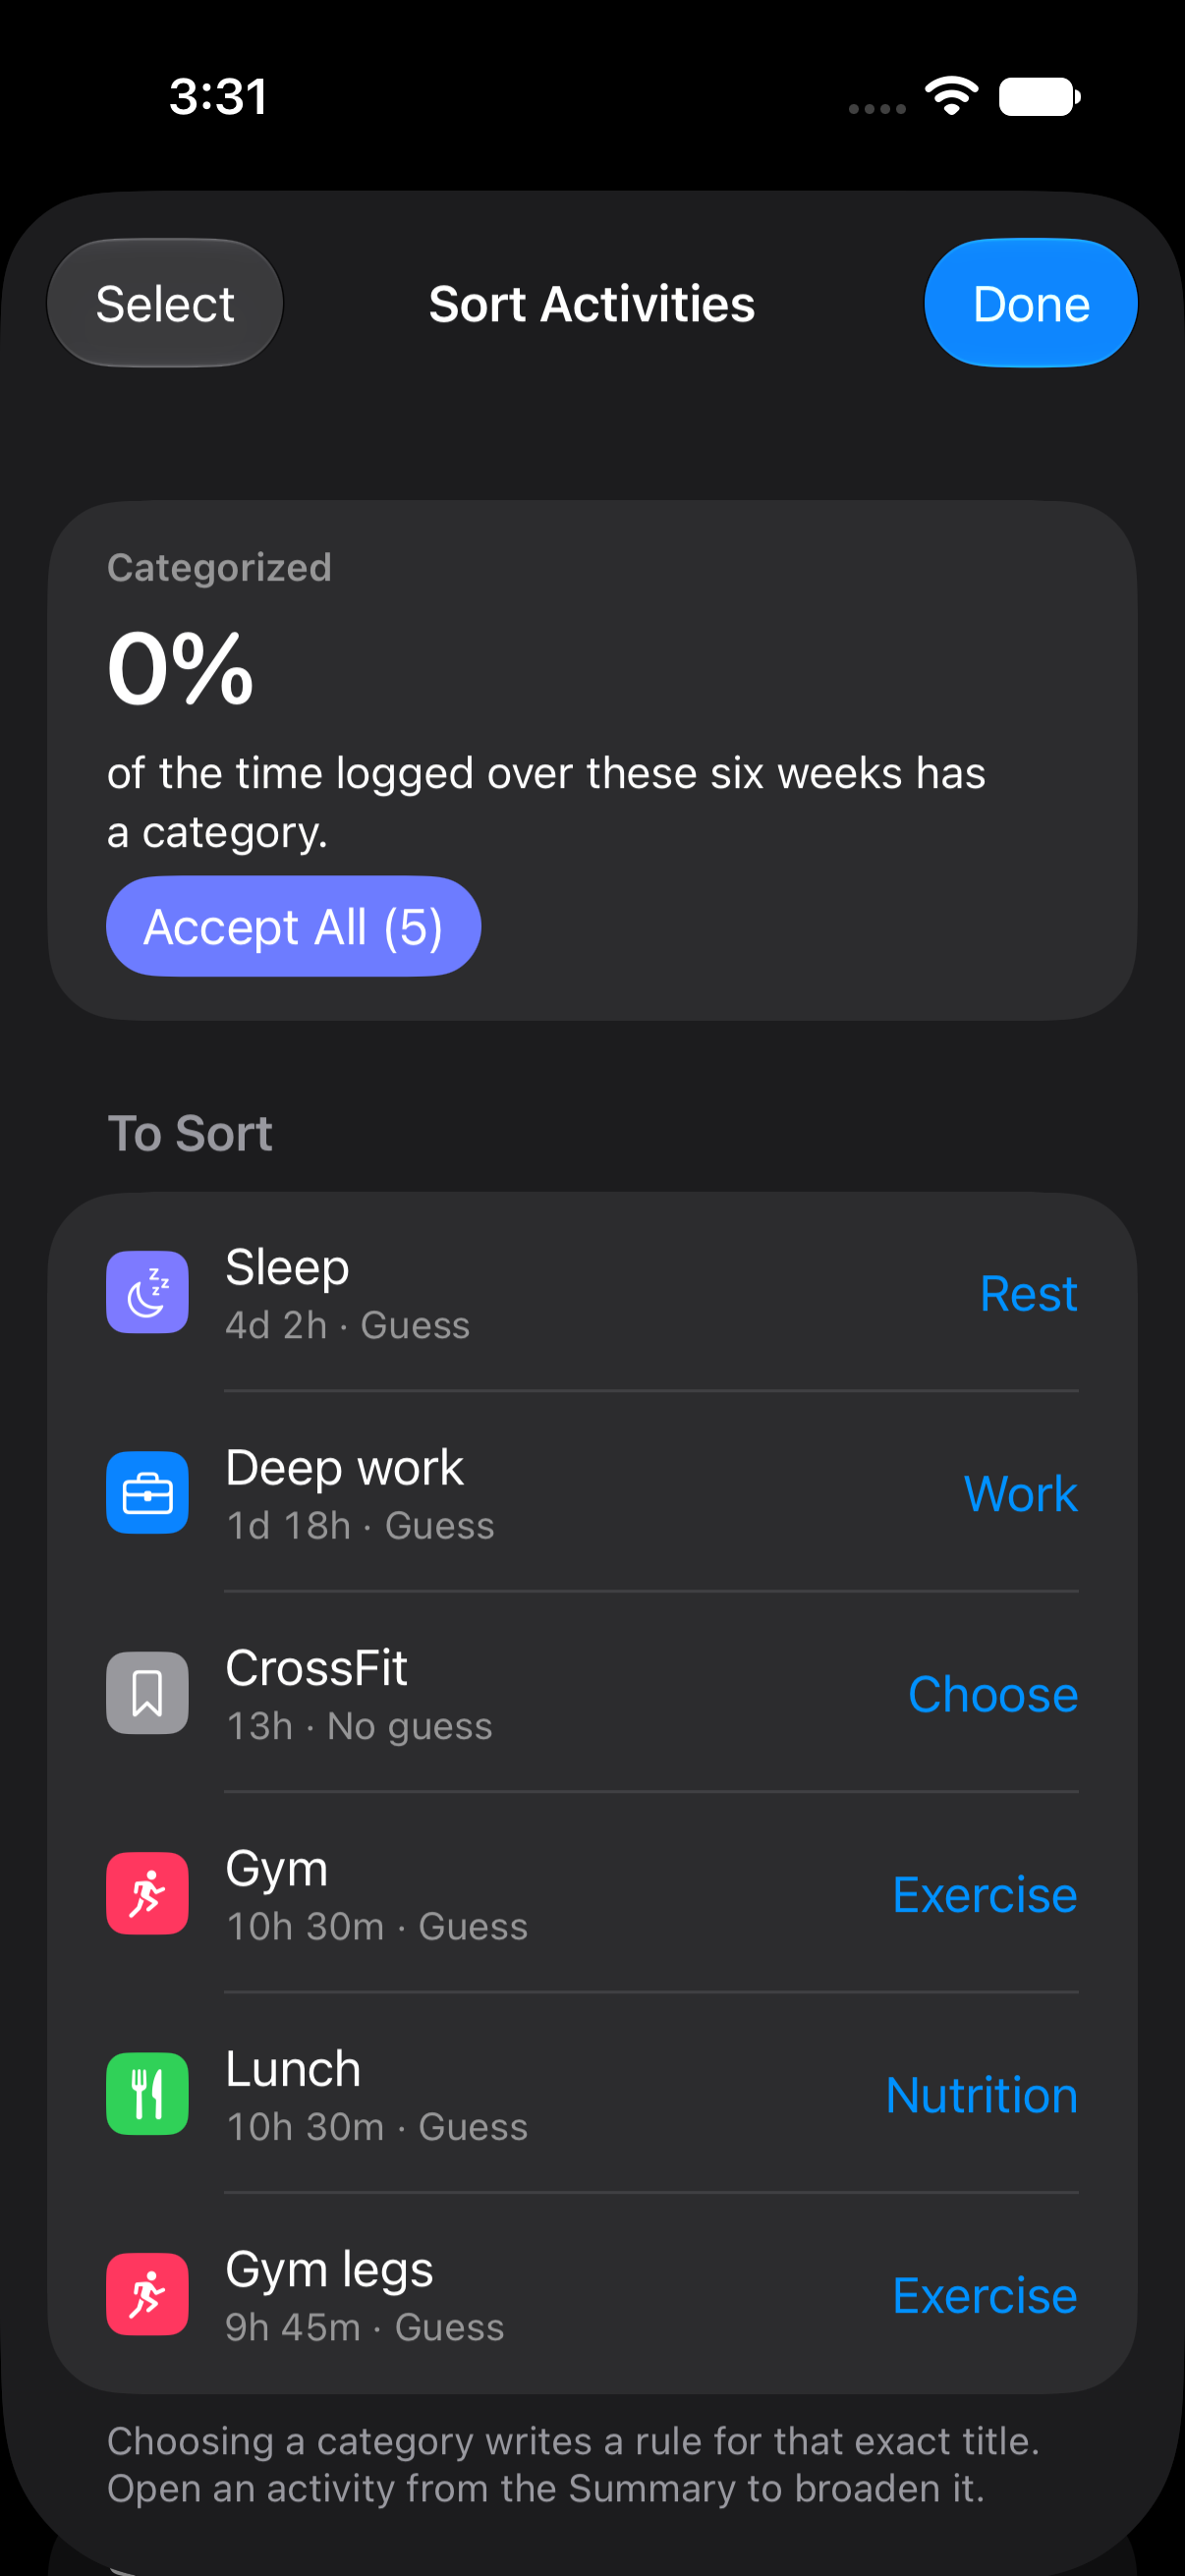 3:31
Select
Sort Activities
Done
Categorized
0%
of the time logged over these six weeks has
a category.
Accept All (5)
To Sort
Sleep
4d 2h · Guess
Rest
Deep work
1d 18h · Guess
Work
CrossFit
13h · No guess
Choose
Gym
10h 30m · Guess
Exercise
Lunch
10h 30m · Guess
Nutrition
Gym legs
9h 45m · Guess
Exercise
Choosing a category writes a rule for that exact title.
Open an activity from the Summary to broaden it.